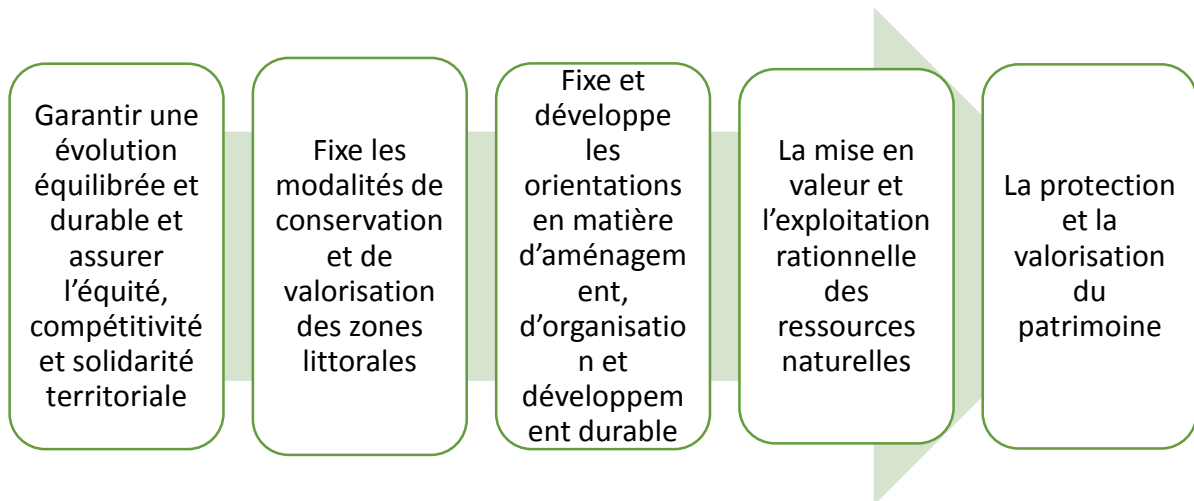 Garantir une
évolution
équilibrée et
durable et
assurer
l’équité,
compétitivité
et solidarité
territoriale
Fixe les
modalités de
conservation
et de
valorisation
des zones
littorales
Fixe et
développe
les
orientations
en matière
d’aménagem
ent,
d’organisatio
n et
développem
ent durable
La mise en
valeur et
l’exploitation
rationnelle
des
ressources
naturelles
La protection
et la
valorisation
du
patrimoine